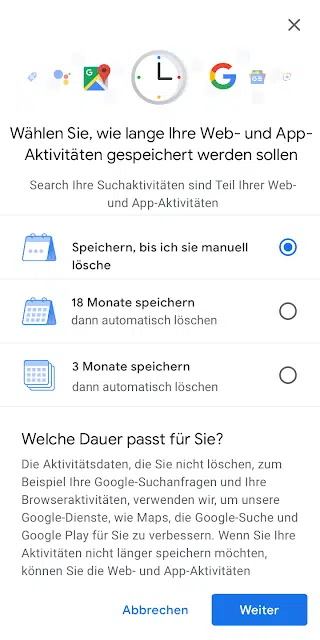 Wählen Sie, wie lange Ihre Web- und App-
Aktivitäten gespeichert werden sollen
Search Ihre Suchaktivitäten sind Teil Ihrer Web-
und App-Aktivitäten
Speichern, bis ich sie manuell
lösche
18 Monate speichern
dann automatisch löschen
3 Monate speichern
dann automatisch löschen
Welche Dauer passt für Sie?
Die Aktivitätsdaten, die Sie nicht löschen, zum
Beispiel Ihre Google-Suchanfragen und Ihre
Browseraktivitäten, verwenden wir, um unsere
Google-Dienste, wie Maps, die Google-Suche und
Google Play für Sie zu verbessern. Wenn Sie Ihre
Aktivitäten nicht länger speichern möchten,
können Sie die Web- und App-Aktivitäten
Abbrechen
Weiter